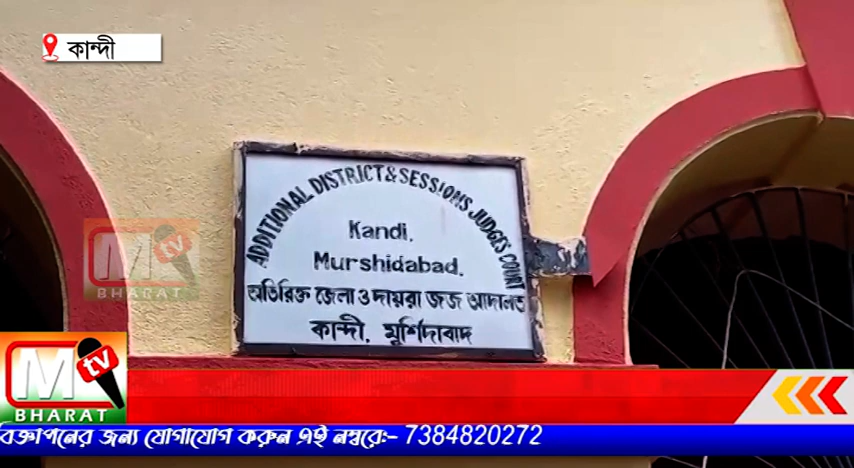 কান্দী
ADDITIONAL DISTRICT & SESSIONS JUDGES COURT
Kandi,
Murshidabad.
অতিরিক্ত জেলা ও দায়রা জজ আদালত
কান্দী, মুর্শিদাবাদ
M tv
BHARAT
M tv
BHARAT
বিজ্ঞাপনের জন্য যোগাযোগ করুন এই নম্বরে:- 7384820272